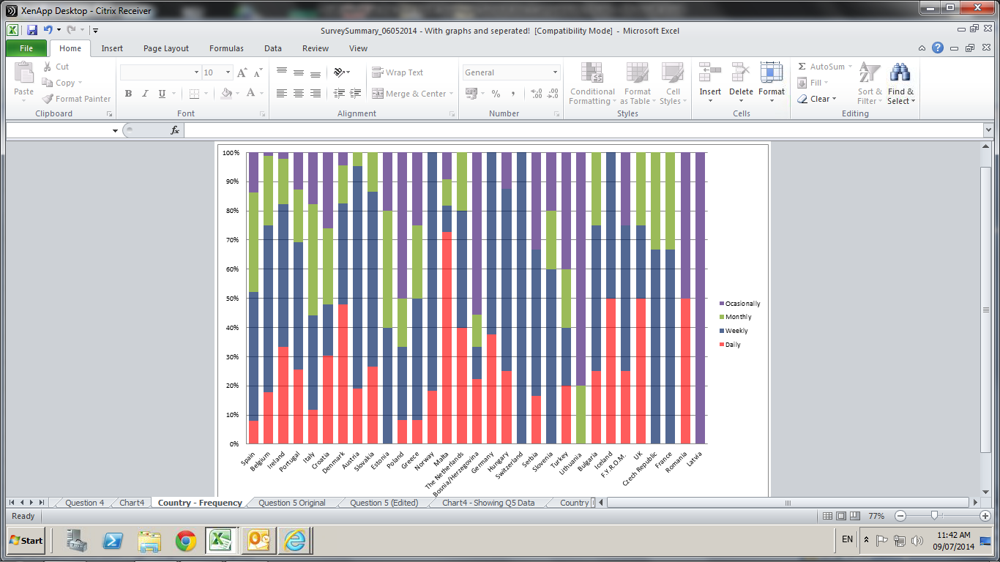 XenApp Desktop - Citrix Receiver
SurveySummary_06052014 - With graphs and seperated!  [Compatibility Mode]  -  Microsoft Excel
File Home Insert Page Layout Formulas Data Review View
Paste
Cut
Copy
Format Painter
Clipboard
10
B I U
Font
Wrap Text
Merge & Center
Alignment
General
%
Number
Conditional Formatting
Format as Table
Cell Styles
Styles
Insert
Delete
Format
Cells
AutoSum
Fill
Clear
Sort & Filter
Find & Select
Editing
fx
100%
90%
80%
70%
60%
50%
40%
30%
20%
10%
0%
Ocasionally
Monthly
Weekly
Daily
Spain
Belgium
Ireland
Portugal
Italy
Croatia
Denmark
Austria
Slovakia
Estonia
Poland
Greece
Norway
Malta
The Netherlands
Bosnia/Herzegovina
Germany
Hungary
Switzerland
Serbia
Slovenia
Turkey
Lithuania
Bulgaria
Iceland
F.Y.R.O.M.
UK
Czech Republic
France
Romania
Latvia
Question 4 Chart4 Country - Frequency Question 5 Original Question 5 (Edited) Chart4 - Showing Q5 Data Country
Ready
77%
Start
EN
11:42 AM
09/07/2014